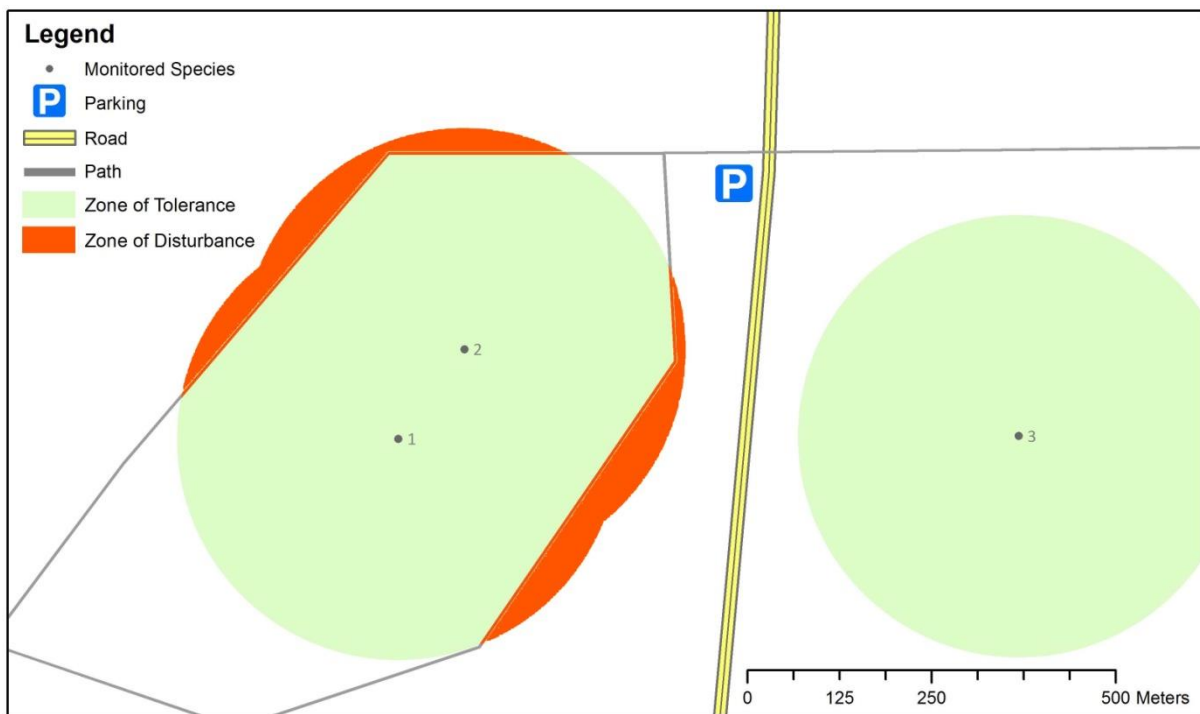 Legend
Monitored Species
P Parking
Road
Path
Zone of Tolerance
Zone of Disturbance
P
2
1
3
0 125 250 500 Meters